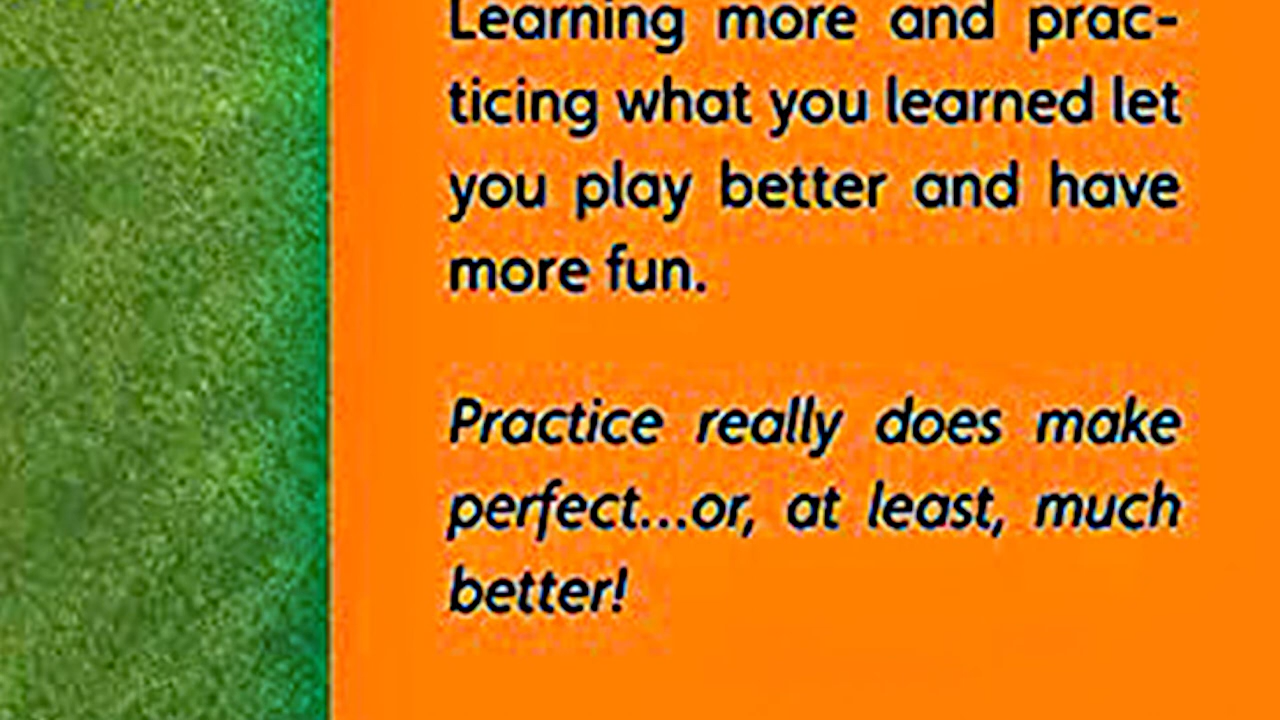 Learning more and prac-
ticing what you learned let
you play better and have
more fun.
Practice really does make
perfect...or, at least, much
better!